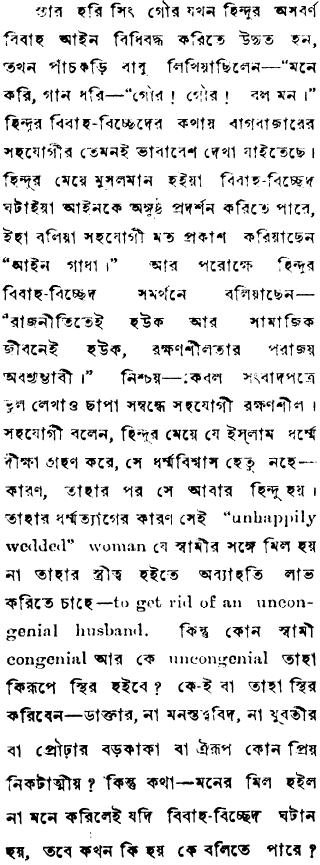 স্যার হরি সিং গৌর যখন হিন্দুর অসবর্ণ
বিবাহ আইন বিধিবদ্ধ করিতে উদ্যত হন,
তখন পাঁচকড়ি বাবু লিখিয়াছিলেন—“মনে
করি, গান ধরি—“গৌর! গৌর! বল মন।”
হিন্দুর বিবাহ-বিচ্ছেদের কথায় বাগবাজারের
সহযোগীর তেমনই ভাবাবেশ দেখা যাইতেছে।
হিন্দুর মেয়ে মুসলমান হইয়া বিবাহ-বিচ্ছেদ
ঘটাইয়া আইনকে অঙ্গুষ্ঠ প্রদর্শন করিতে পারে,
ইহা বলিয়া সহযোগী মত প্রকাশ করিয়াছেন
“আইন গাধা।” আর পরোক্ষে হিন্দুর
বিবাহ-বিচ্ছেদ সমর্থনে বলিয়াছেন—
“রাজনীতিতেই হউক আর সামাজিক
জীবনেই হউক, রক্ষণশীলতার পরাজয়
অবশ্যম্ভাবী।” নিশ্চয়—কেবল সংবাদপত্রে
ভুল লেখাও ছাপা সম্বন্ধে সহযোগী রক্ষণশীল।
সহযোগী বলেন, হিন্দুর মেয়ে যে ইস্‌লাম ধর্ম্মে
দীক্ষা গ্রহণ করে, সে ধর্ম্মবিশ্বাস হেতু নহে—
কারণ, তাহার পর সে আবার হিন্দু হয়।
তাহার ধর্ম্মত্যাগের কারণ সেই “unhappily
wedded” woman যে স্বামীর সঙ্গে মিল হয়
না তাহার স্ত্রীত্ব হইতে অব্যাহতি লাভ
করিতে চাহে—to get rid of an uncon-
genial husband. কিন্তু কোন স্বামী
congenial আর কে uncongenial তাহা
কিরূপে স্থির হইবে? কে-ই বা তাহা স্থির
করিবেন—ডাক্তার, না মনস্তত্ত্ববিদ, না যুবতীর
বা প্রৌঢ়ার বড়কাকা বা ঐরূপ কোন প্রিয়
নিকটাত্মীয়? কিন্তু কথা—মনের মিল হইল
না মনে করিলেই যদি বিবাহ-বিচ্ছেদ ঘটান
হয়, তবে কখন কি হয় কে বলিতে পারে?